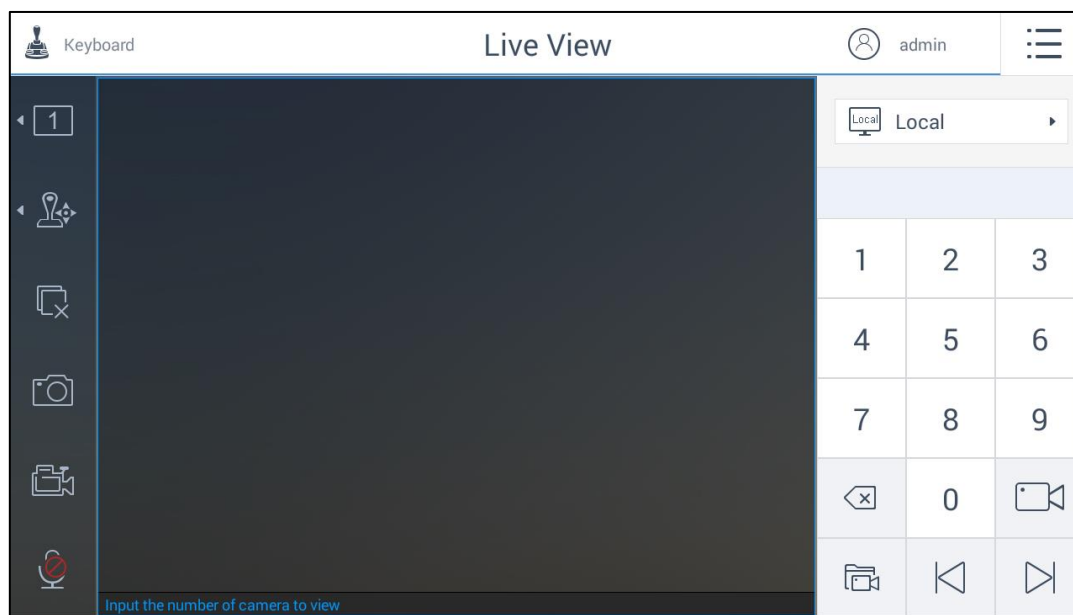 Keyboard
Live View
admin
1
Local
Local
1 2 3
4 5 6
7 8 9
0
Input the number of camera to view